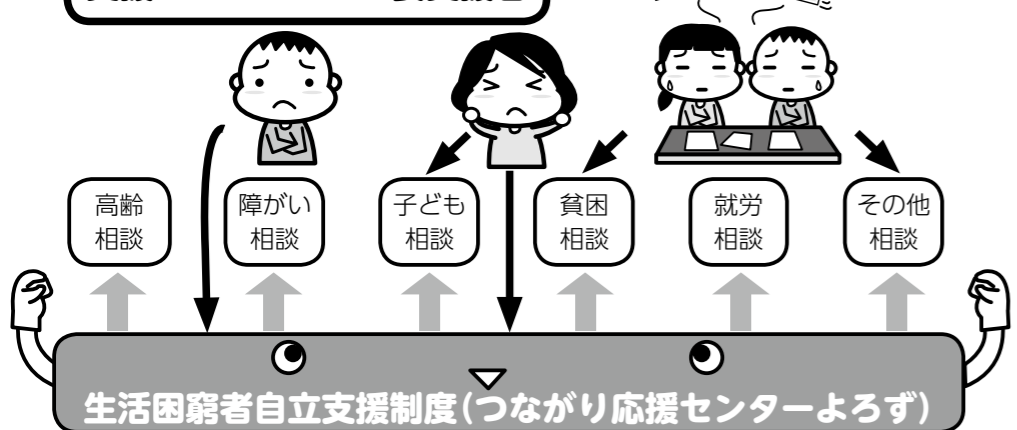 高齢
相談
障がい
相談
子ども
相談
貧困
相談
就労
相談
その他
相談
生活困窮者自立支援制度(つながり応援センターよろず)